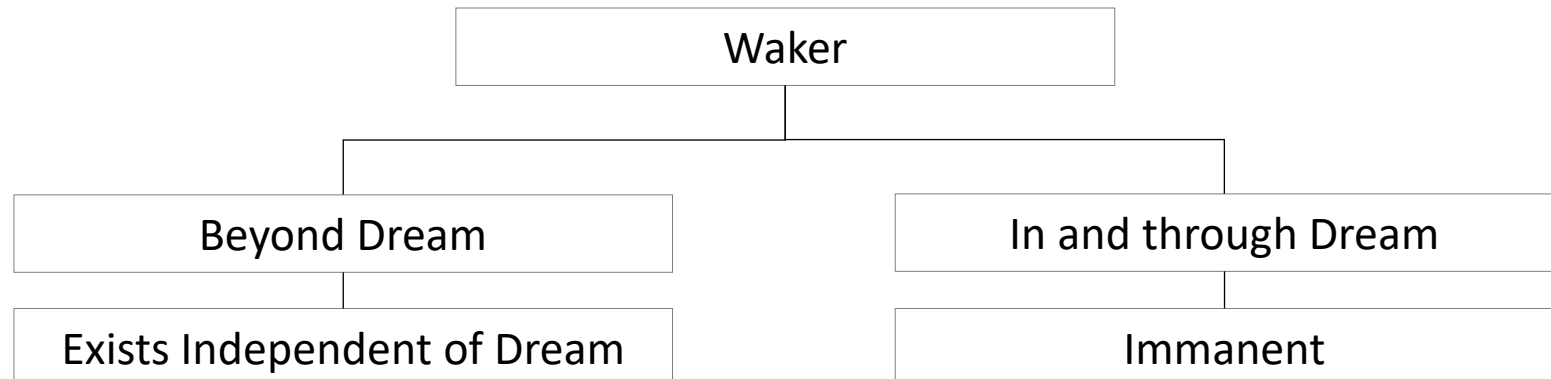 Waker
Beyond Dream
In and through Dream
Exists Independent of Dream
Immanent